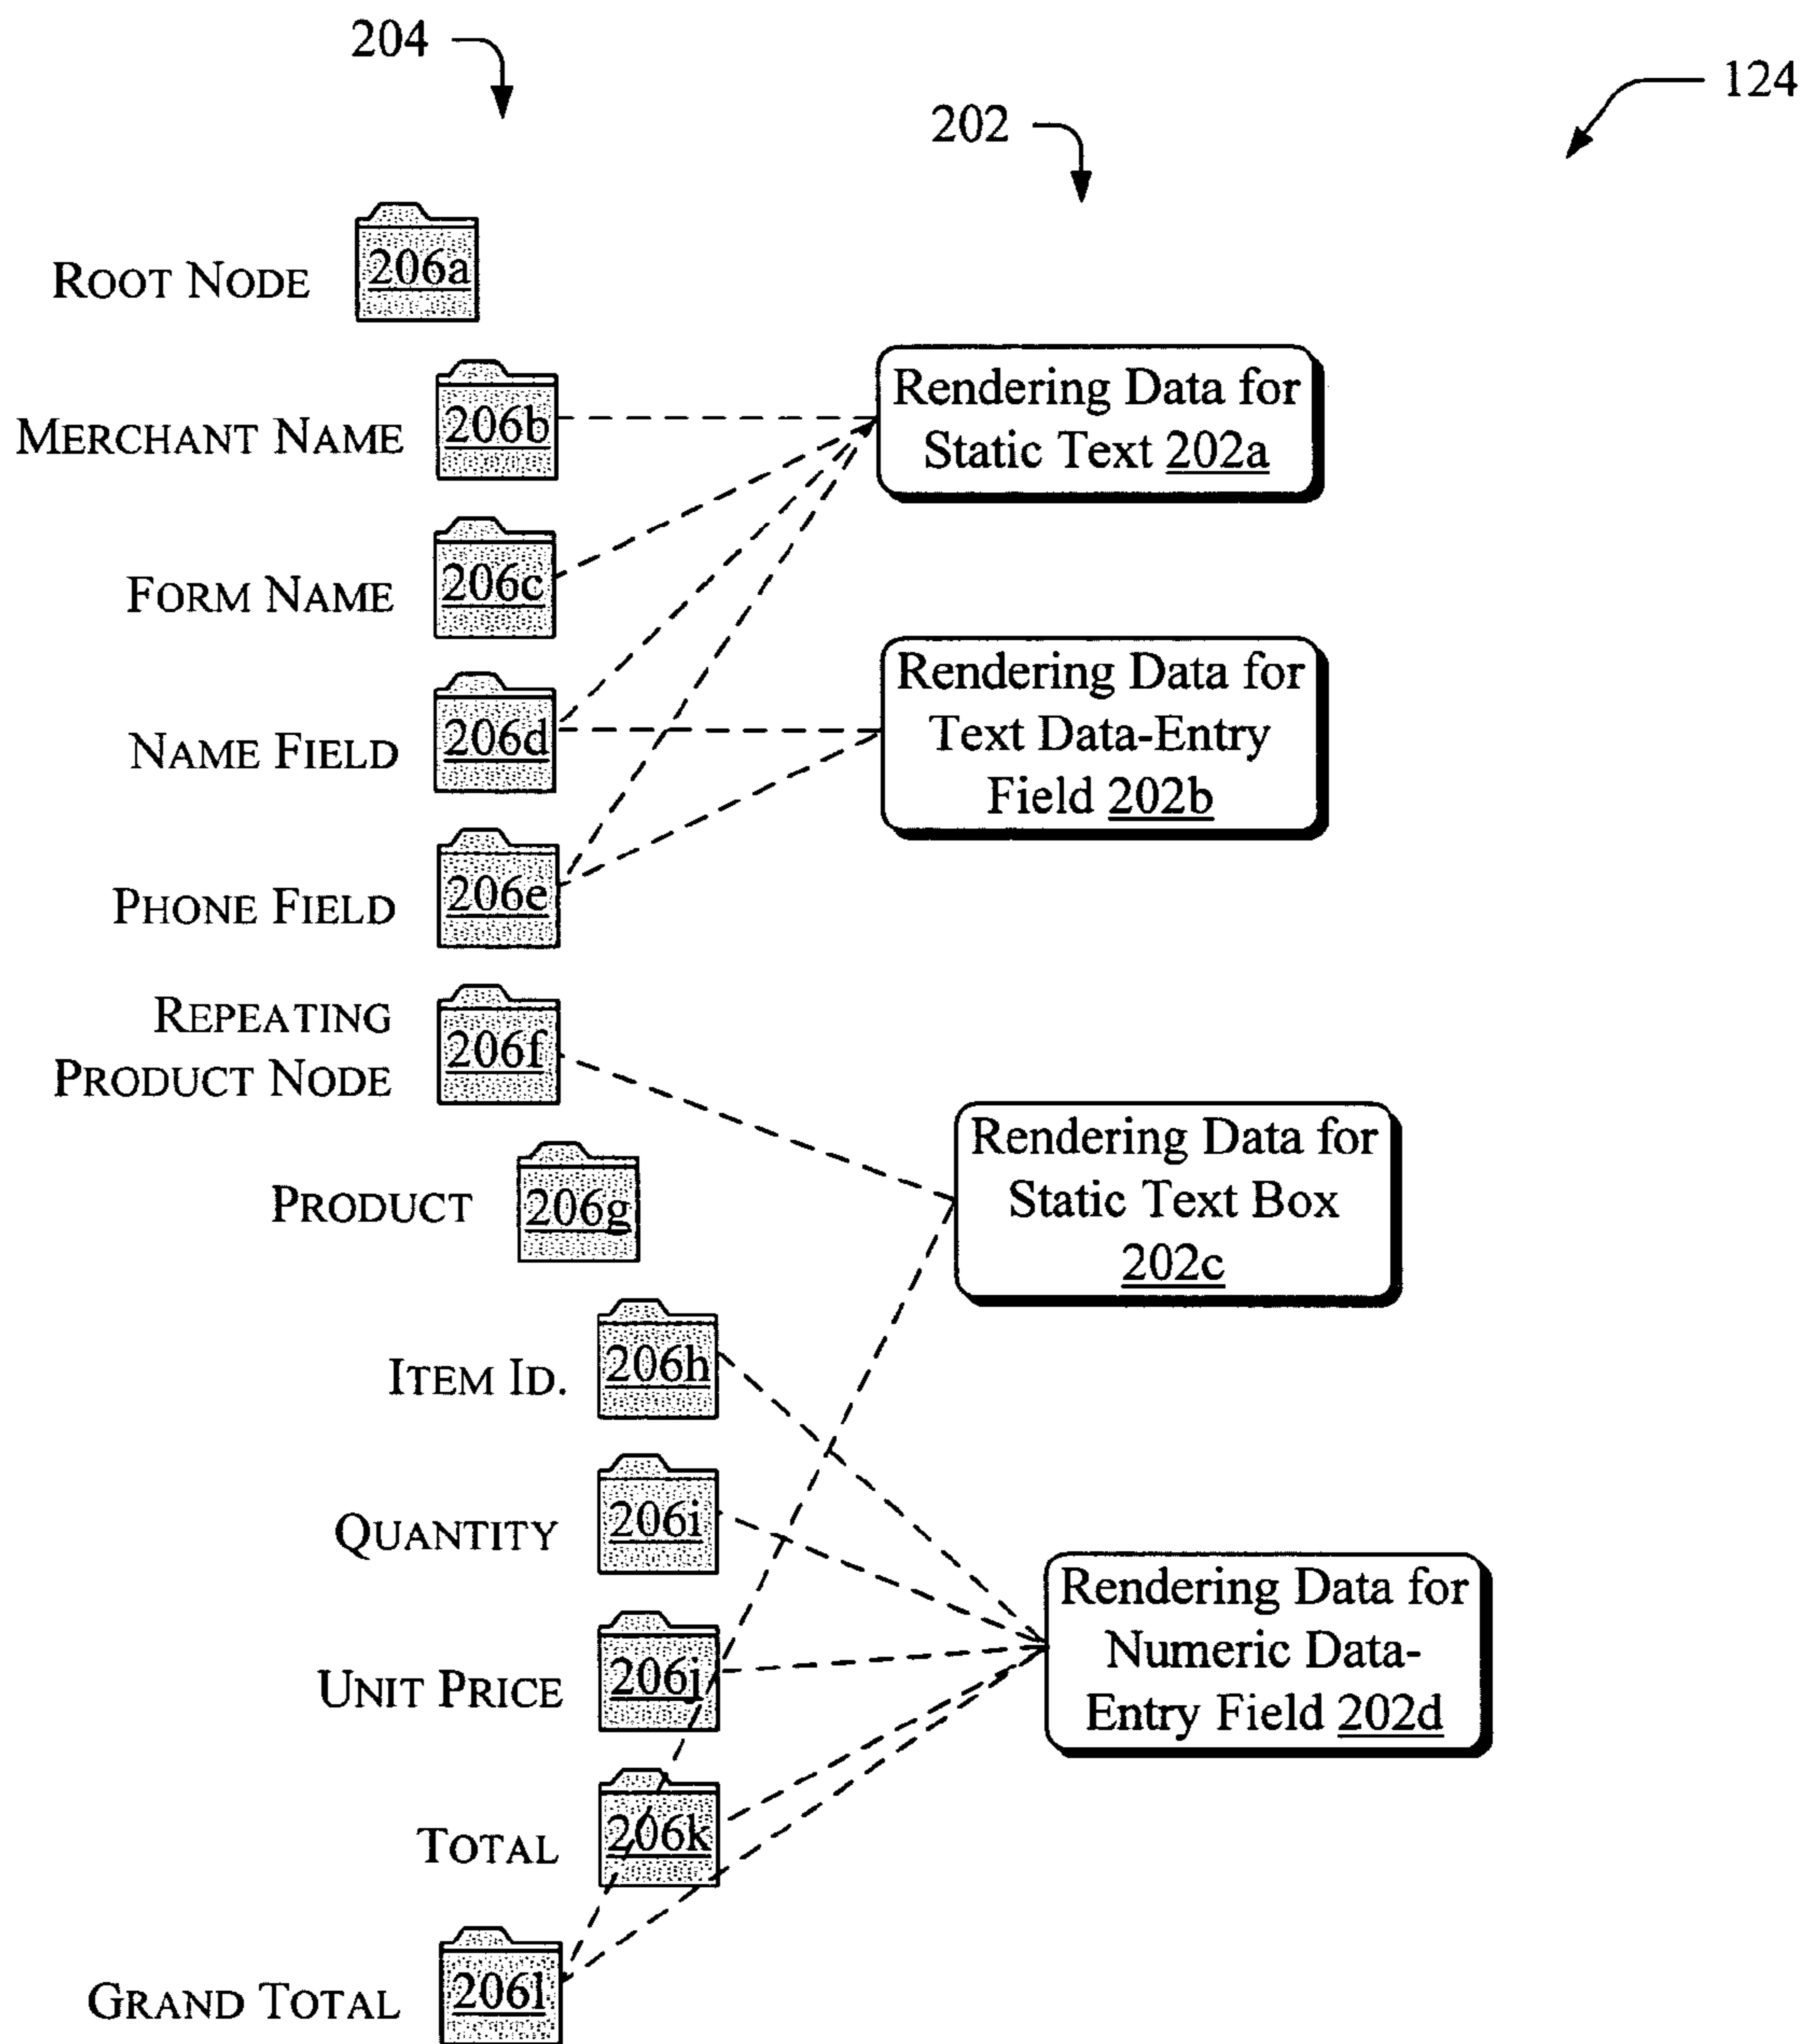 204
124
202
ROOT NODE
206a
MERCHANT NAME
206b
Rendering Data for
Static Text 202a
FORM NAME
206c
NAME FIELD
206d
Rendering Data for
Text Data-Entry
Field 202b
PHONE FIELD
206e
REPEATING
PRODUCT NODE
206f
PRODUCT
206g
Rendering Data for
Static Text Box
202c
ITEM ID.
206h
QUANTITY
206i
UNIT PRICE
206j
Rendering Data for
Numeric Data-
Entry Field 202d
TOTAL
206k
GRAND TOTAL
206l